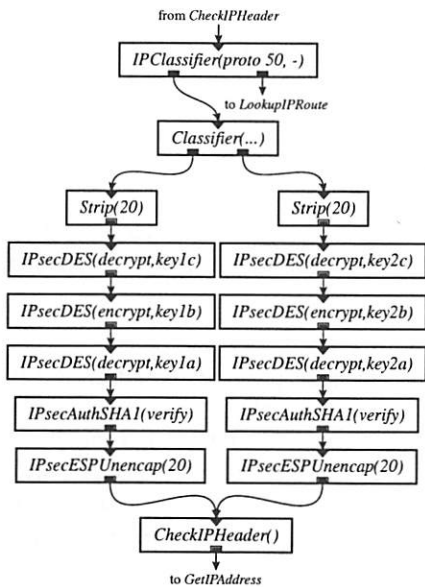 from CheckIPHeader
IPClassifier(proto 50, -)
to LookupIPRoute
Classifier(...)
Strip(20)
Strip(20)
IPsecDES(decrypt,key1c)
IPsecDES(decrypt,key2c)
IPsecDES(encrypt,key1b)
IPsecDES(encrypt,key2b)
IPsecDES(decrypt,key1a)
IPsecDES(decrypt,key2a)
IPsecAuthSHA1(verify)
IPsecAuthSHA1(verify)
IPsecESPUnencap(20)
IPsecESPUnencap(20)
CheckIPHeader()
to GetIPAddress